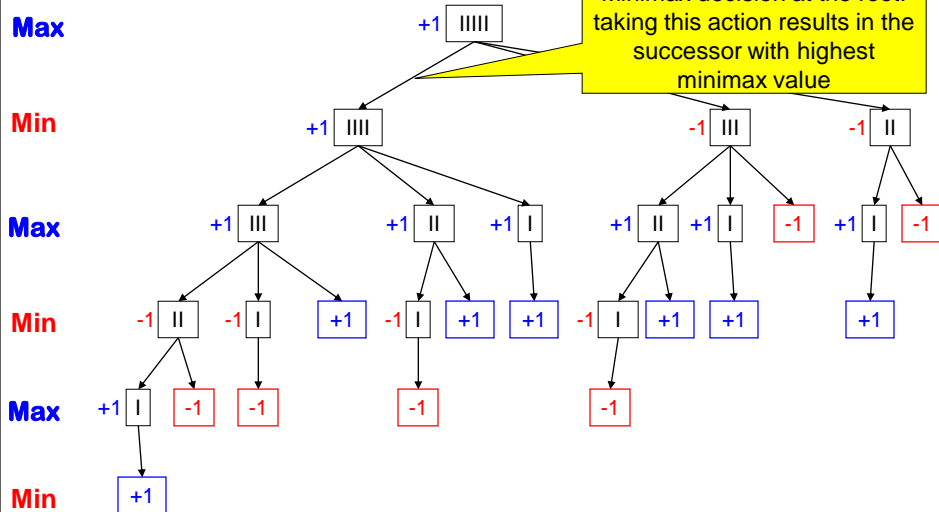 minimax decision at the root:
Max +1 IIIII taking this action results in the
successor with highest
minimax value
Min +1 IIII -1 III -1 II
Max +1 III +1 II +1 I +1 II +1 I -1 +1 I -1
Min -1 II -1 I +1 -1 I +1 +1 -1 I +1 +1 +1
Max +1 I -1 -1 -1 -1
Min +1